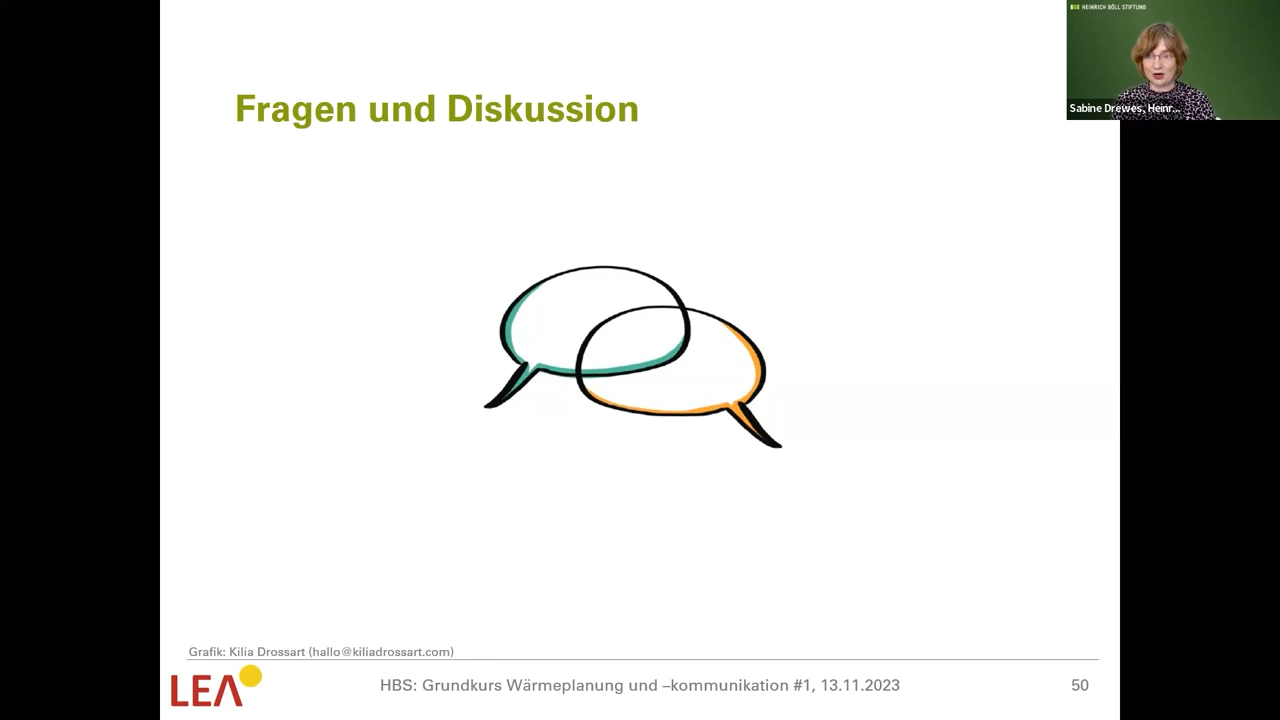 HEINRICH BÖLL STIFTUNG
Sabine Drewes, Heinr...
Fragen und Diskussion
Grafik: Kilía Drossart (hallo@kiliadrossart.com)
LEA
HBS: Grundkurs Wärmeplanung und –kommunikation #1, 13.11.2023
50